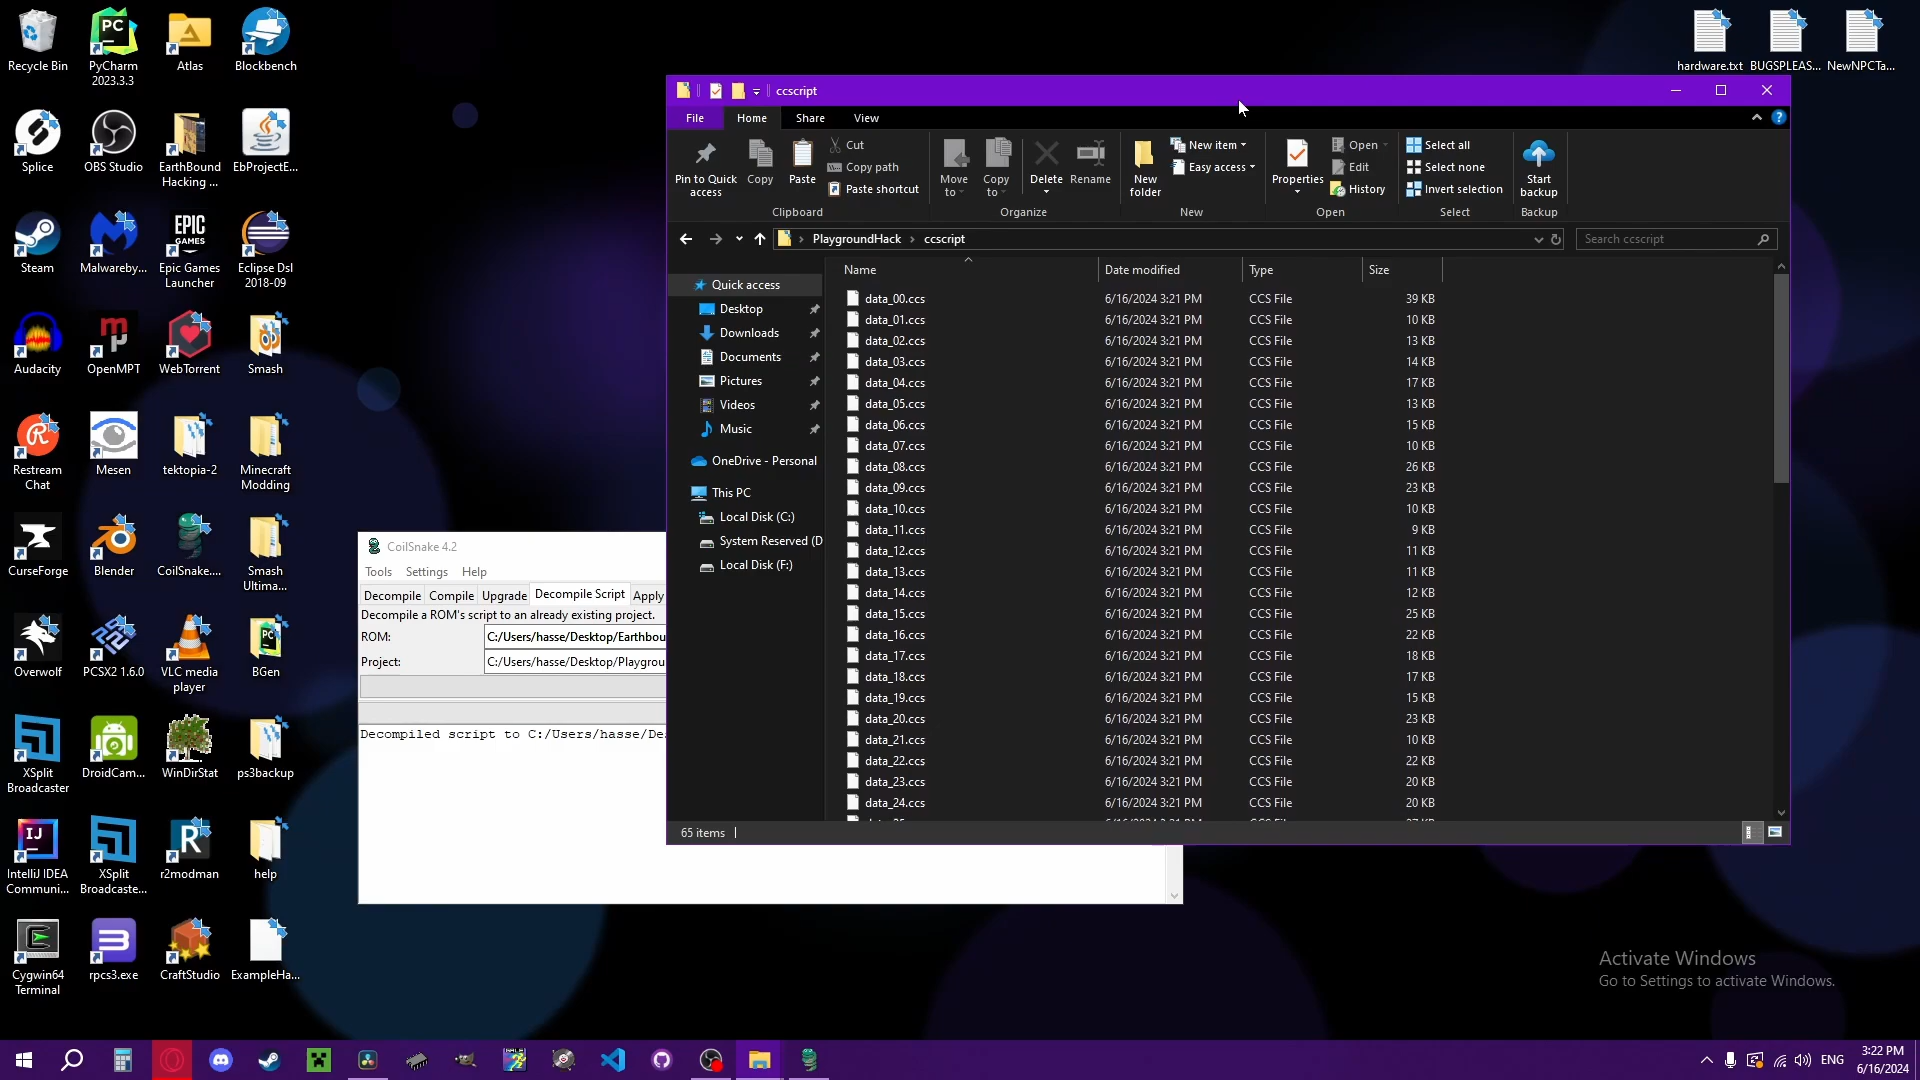 Recycle Bin
PyCharm
2023.3.3
Atlas
Blockbench
Splice
OBS Studio
EarthBound
Hacking ...
EbProjectE...
Steam
Malwareby...
Epic Games
Launcher
Eclipse Dsl
2018-09
Audacity
OpenMPT
WebTorrent
Smash
Restream
Chat
Mesen
tektopia-2
Minecraft
Modding
CurseForge
Blender
CoilSnake....
Smash
Ultima...
Overwolf
PCSX2 1.6.0
VLC media
player
BGen
XSplit
Broadcaster
DroidCam...
WinDirStat
ps3backup
IntelliJ IDEA
Communi...
XSplit
Broadcaste...
r2modman
help
Cygwin64
Terminal
rpcs3.exe
CraftStudio
ExampleHa...
hardware.txt
BUGSPLEAS...
NewNPCTa...
CoilSnake 4.2
Tools Settings Help
Decompile Compile Upgrade Decompile Script Apply
Decompile a ROM's script to an already existing project.
ROM: C:/Users/hasse/Desktop/Earthbou
Project: C:/Users/hasse/Desktop/Playgrou
Decompiled script to C:/Users/hasse/De
ccscript
File Home Share View
Pin to Quick
access
Copy
Paste
Cut
Copy path
Paste shortcut
Clipboard
Move
to
Copy
to
Delete
Rename
Organize
New
folder
New item
Easy access
New
Properties
Open
Edit
History
Open
Select all
Select none
Invert selection
Select
Start
backup
Backup
PlaygroundHack › ccscript
Search ccscript
Quick access
Desktop
Downloads
Documents
Pictures
Videos
Music
OneDrive - Personal
This PC
Local Disk (C:)
System Reserved (D
Local Disk (F:)
Name Date modified Type Size
data_00.ccs 6/16/2024 3:21 PM CCS File 39 KB
data_01.ccs 6/16/2024 3:21 PM CCS File 10 KB
data_02.ccs 6/16/2024 3:21 PM CCS File 13 KB
data_03.ccs 6/16/2024 3:21 PM CCS File 14 KB
data_04.ccs 6/16/2024 3:21 PM CCS File 17 KB
data_05.ccs 6/16/2024 3:21 PM CCS File 13 KB
data_06.ccs 6/16/2024 3:21 PM CCS File 15 KB
data_07.ccs 6/16/2024 3:21 PM CCS File 10 KB
data_08.ccs 6/16/2024 3:21 PM CCS File 26 KB
data_09.ccs 6/16/2024 3:21 PM CCS File 23 KB
data_10.ccs 6/16/2024 3:21 PM CCS File 10 KB
data_11.ccs 6/16/2024 3:21 PM CCS File 9 KB
data_12.ccs 6/16/2024 3:21 PM CCS File 11 KB
data_13.ccs 6/16/2024 3:21 PM CCS File 11 KB
data_14.ccs 6/16/2024 3:21 PM CCS File 12 KB
data_15.ccs 6/16/2024 3:21 PM CCS File 25 KB
data_16.ccs 6/16/2024 3:21 PM CCS File 22 KB
data_17.ccs 6/16/2024 3:21 PM CCS File 18 KB
data_18.ccs 6/16/2024 3:21 PM CCS File 17 KB
data_19.ccs 6/16/2024 3:21 PM CCS File 15 KB
data_20.ccs 6/16/2024 3:21 PM CCS File 23 KB
data_21.ccs 6/16/2024 3:21 PM CCS File 10 KB
data_22.ccs 6/16/2024 3:21 PM CCS File 22 KB
data_23.ccs 6/16/2024 3:21 PM CCS File 20 KB
data_24.ccs 6/16/2024 3:21 PM CCS File 20 KB
65 items
Activate Windows
Go to Settings to activate Windows.
ENG
3:22 PM
6/16/2024